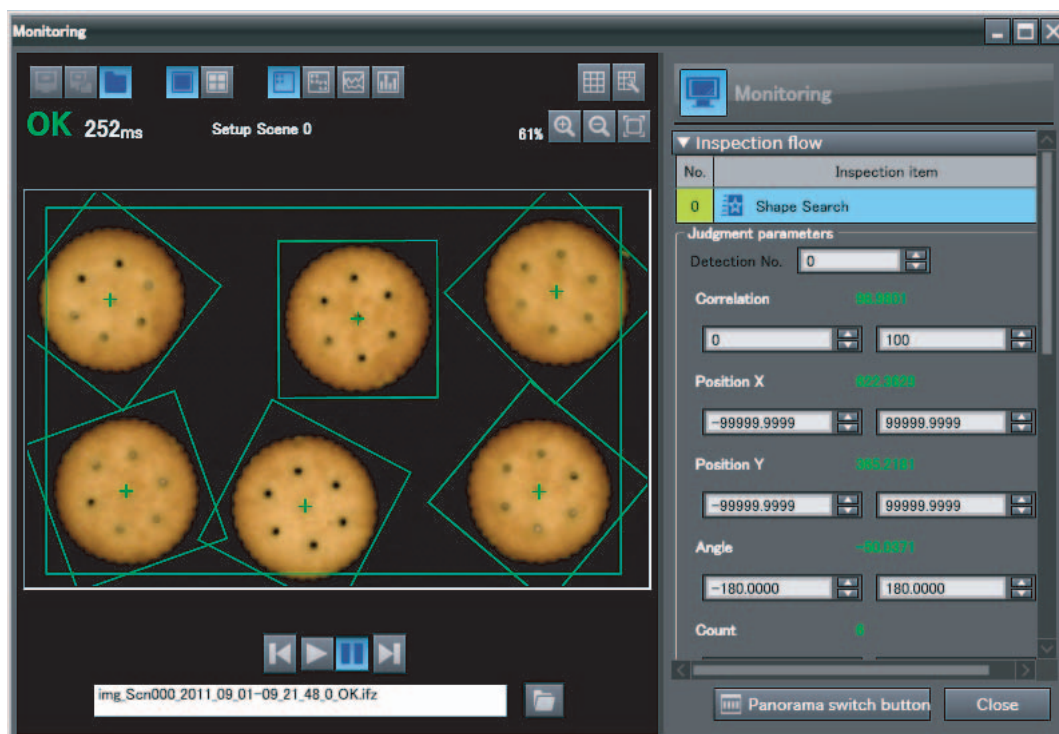 Monitoring
OK 252ms Setup Scene 0 61%
Monitoring
Inspection flow
No. Inspection item
0 Shape Search
Judgment parameters
Detection No. 0
Correlation
0 100
Position X
-99999.9999 99999.9999
Position Y
-99999.9999 99999.9999
Angle
-180.0000 180.0000
Count
img_Scn000_2011_09_01-09_21_48_0_OK.ifz
Panorama switch button Close